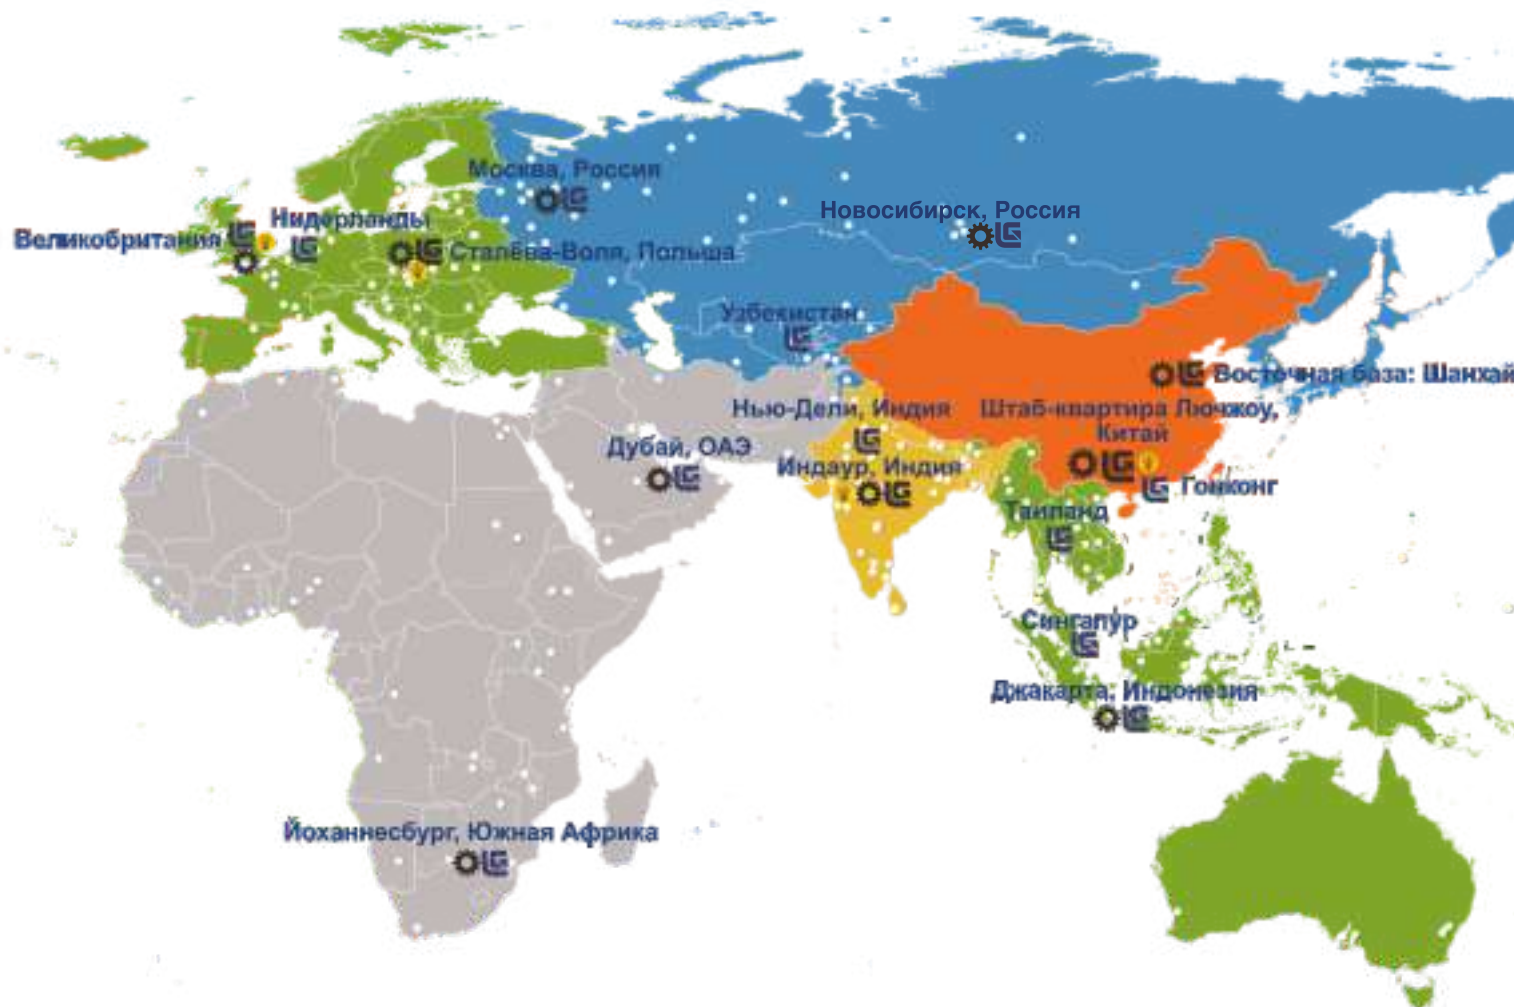 Москва, Россия
Новосибирск, Россия
Нидерланды
Великобритания
Сталёва-Воля, Польша
Узбекистан
Восточная база: Шанхай
Нью-Дели, Индия
Штаб-квартира Лючжоу,
Китай
Дубай, ОАЭ
Индаур, Индия
Гонконг
Таиланд
Сингапур
Джакарта, Индонезия
Йоханнесбург, Южная Африка